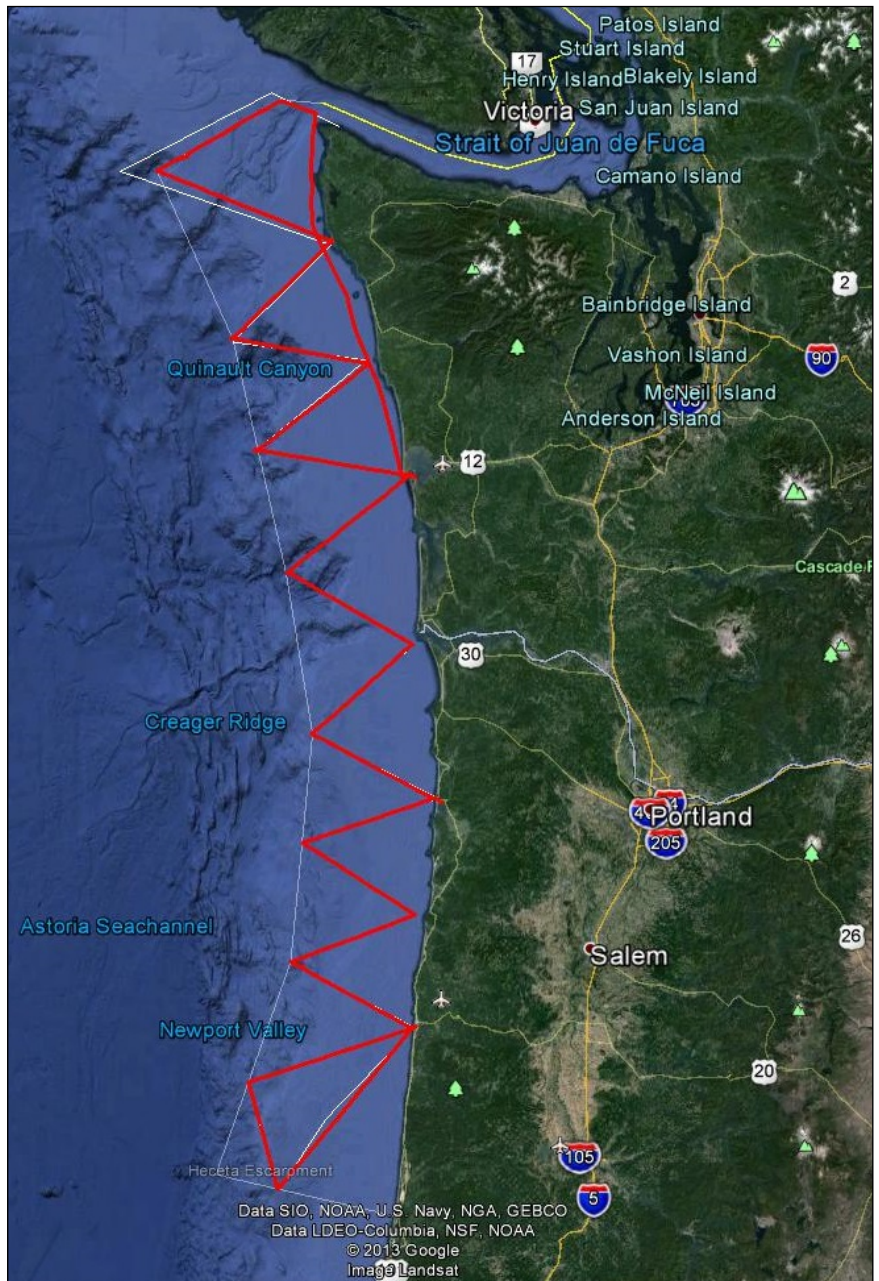 Patos Island
Stuart Island
17
Henry Island
Blakely Island
Victoria
San Juan Island
Strait of Juan de Fuca
Camano Island
2
Bainbridge Island
Vashon Island
90
Quinault Canyon
McNeil Island
Anderson Island
12
Cascade
30
Creager Ridge
Portland
205
Astoria Seachannel
26
Salem
Newport Valley
20
105
Heceta Escarpment
5
Data SIO, NOAA, U.S. Navy, NGA, GEBCO
Data LDEO-Columbia, NSF, NOAA
© 2013 Google
Image Landsat